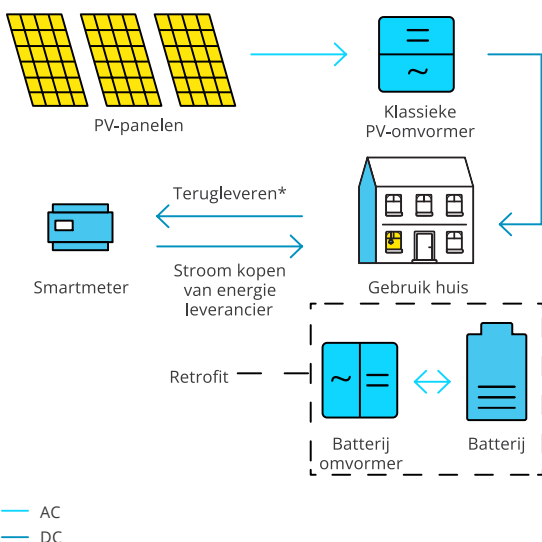 PV-panelen
Klassieke
PV-omvormer
Terugleveren*
Smartmeter
Stroom kopen
van energie
leverancier
Gebruik huis
Retrofit
Batterij
omvormer
Batterij
AC
DC